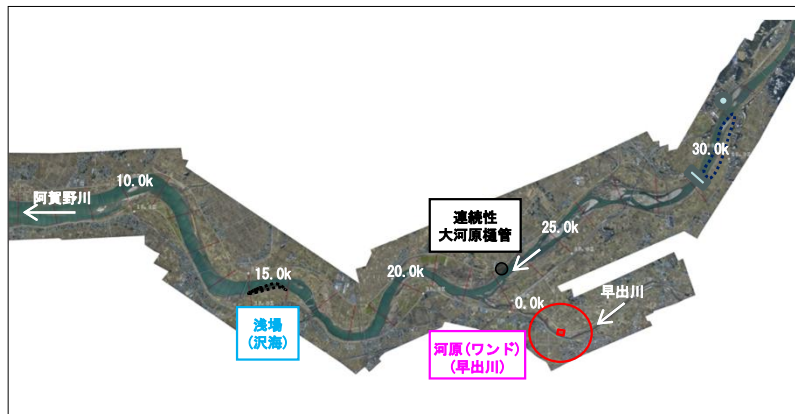 30.0k
阿賀野川
10.0k
連続性
大河原樋管
25.0k
15.0k
20.0k
0.0k
早出川
浅場
(沢海)
河原(ワンド)
(早出川)